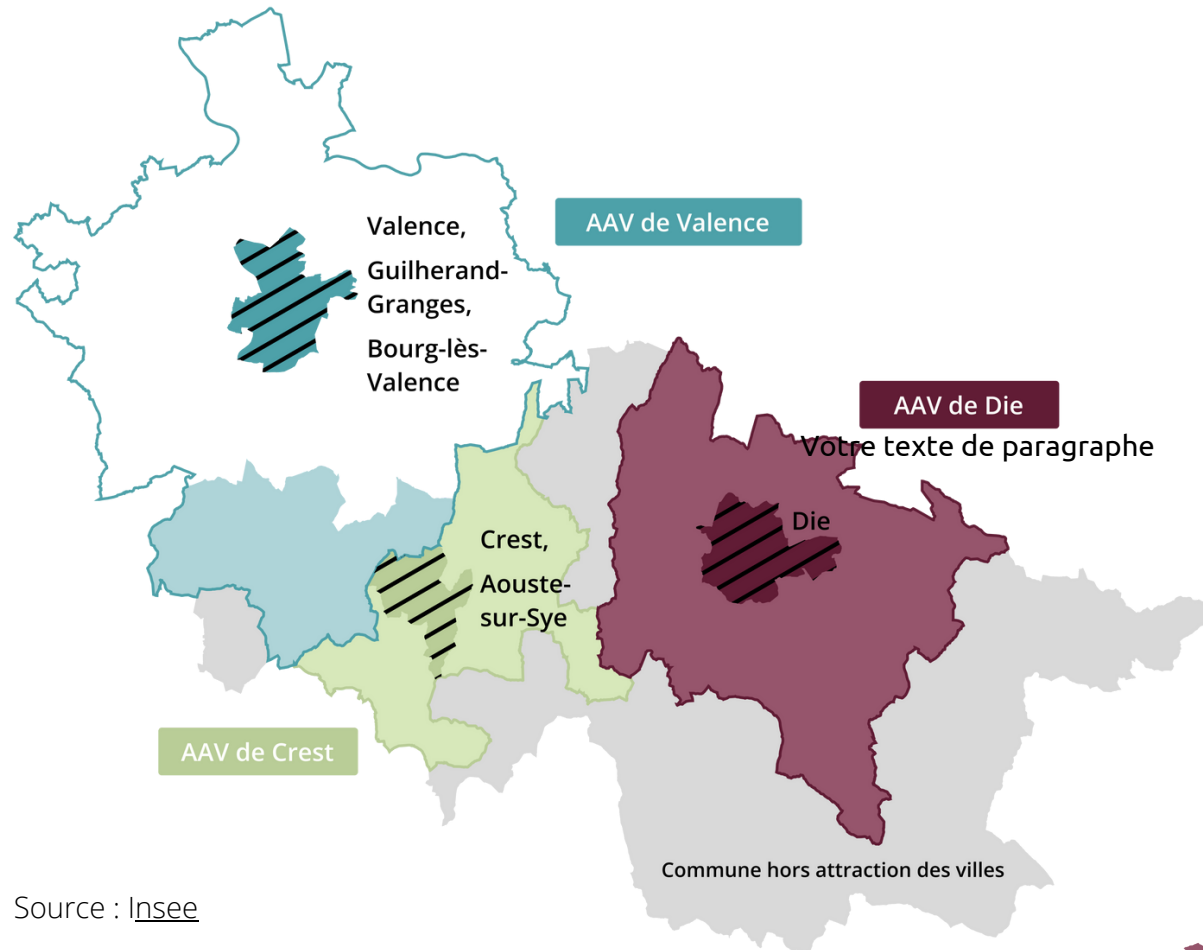 AAV de Valence
Valence,
Guilherand-
Granges,
Bourg-lès-
Valence
AAV de Die
Votre texte de paragraphe
Die
Crest,
Aouste-
sur-Sye
AAV de Crest
Commune hors attraction des villes
Source : Insee